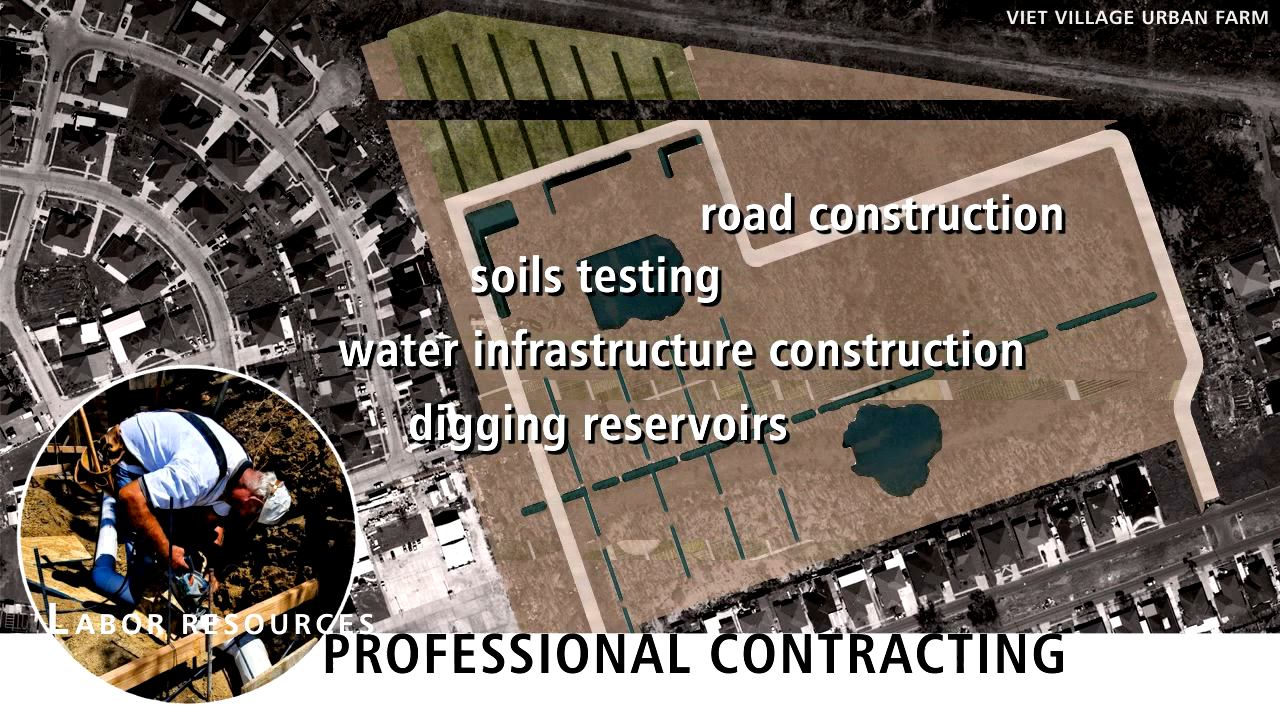 VIET VILLAGE URBAN FARM
road construction
soils testing
water infrastructure construction
digging reservoirs
LABOR RESOURCES
PROFESSIONAL CONTRACTING